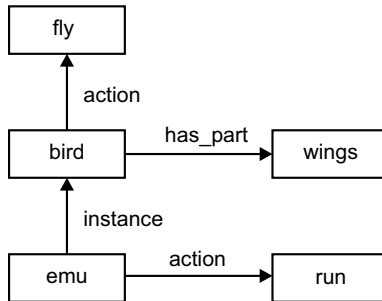 fly
action
has_part
bird
wings
instance
action
emu
run